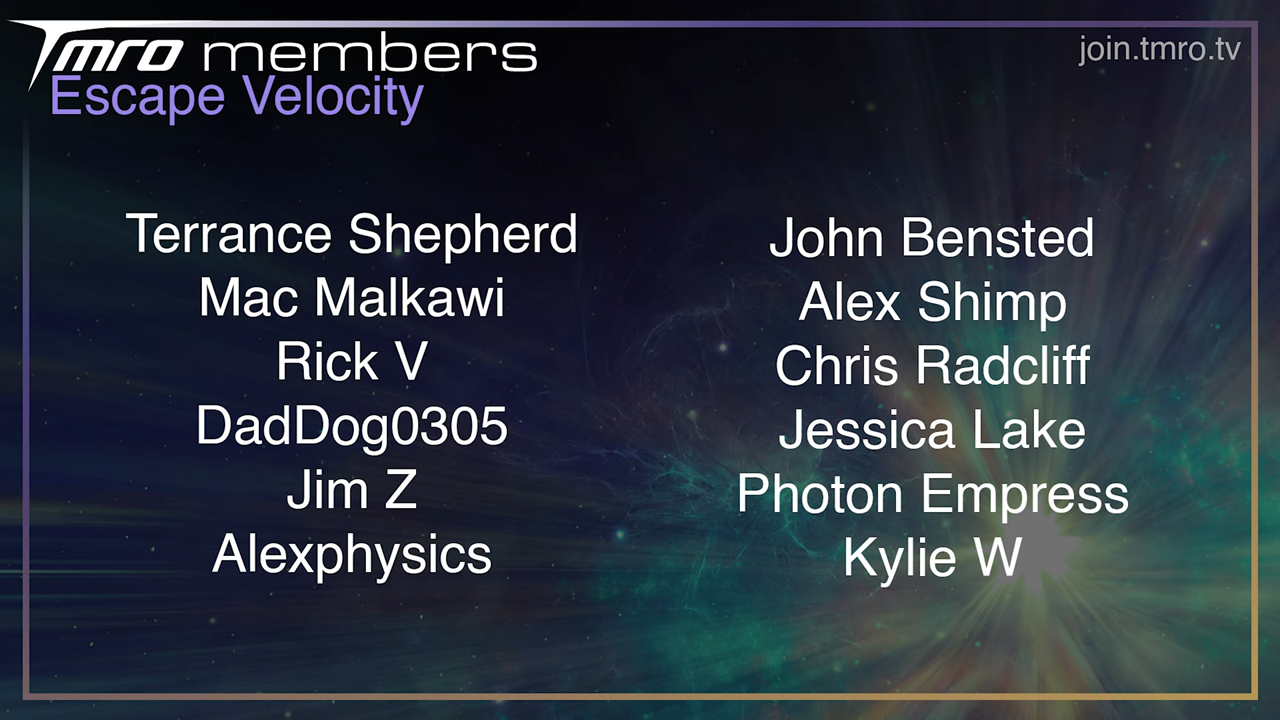 Tmro members
join.tmro.tv
Escape Velocity
Terrance Shepherd
Mac Malkawi
Rick V
DadDog0305
Jim Z
Alexphysics
John Bensted
Alex Shimp
Chris Radcliff
Jessica Lake
Photon Empress
Kylie W